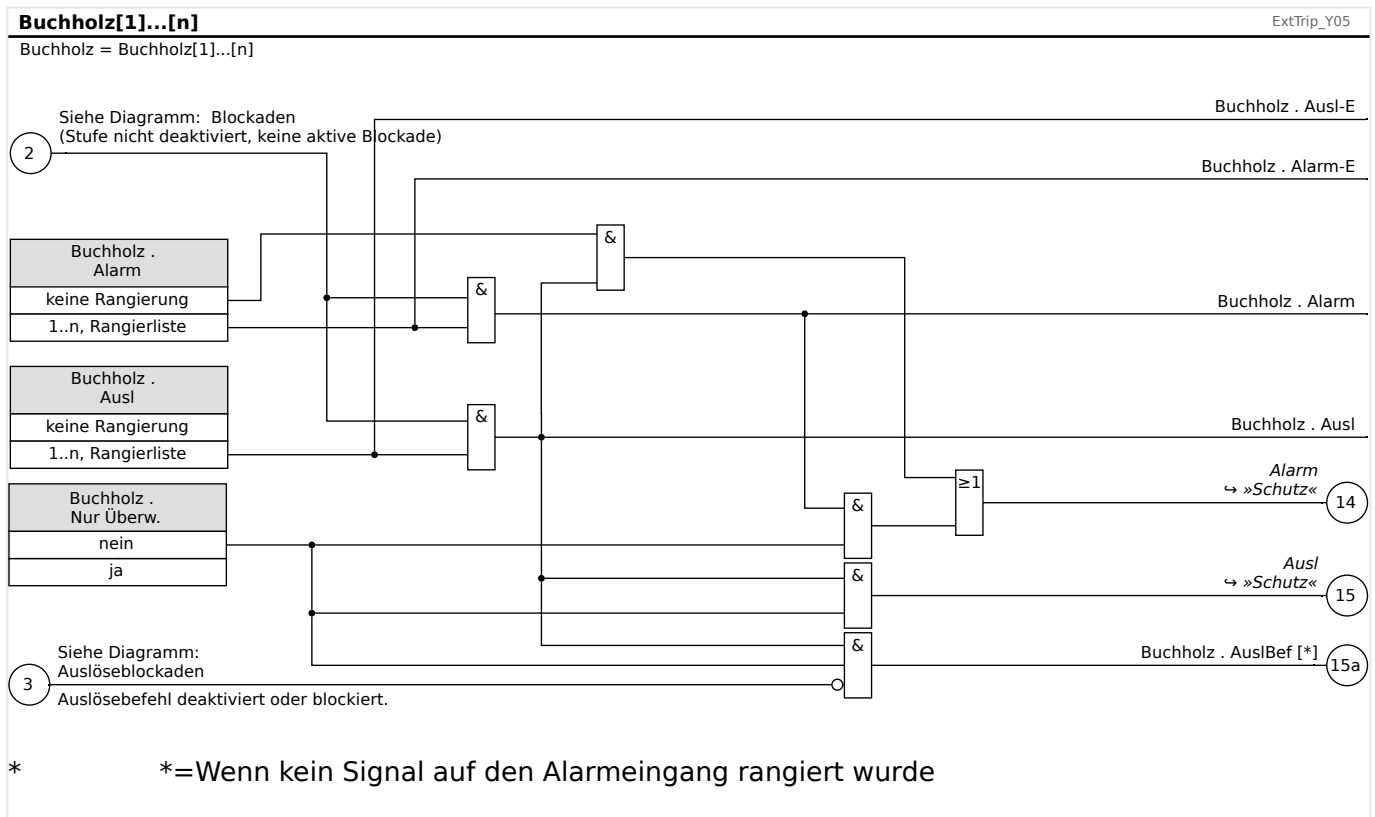 Buchholz[1]...[n]
ExtTrip_Y05
Buchholz = Buchholz[1]...[n]
Siehe Diagramm: Blockaden
(Stufe nicht deaktiviert, keine aktive Blockade)
2
Buchholz . Ausl-E
Buchholz . Alarm-E
Buchholz .
Alarm
keine Rangierung
1..n, Rangierliste
&
&
Buchholz . Alarm
Buchholz .
Ausl
keine Rangierung
1..n, Rangierliste
&
Buchholz . Ausl
Buchholz .
Nur Überw.
nein
ja
&
≥1
Alarm
↪ »Schutz«
14
&
Ausl
↪ »Schutz«
15
&
Buchholz . AuslBef [*]
15a
Siehe Diagramm:
Auslöseblockaden
3
Auslösebefehl deaktiviert oder blockiert.
* *=Wenn kein Signal auf den Alarmeingang rangiert wurde